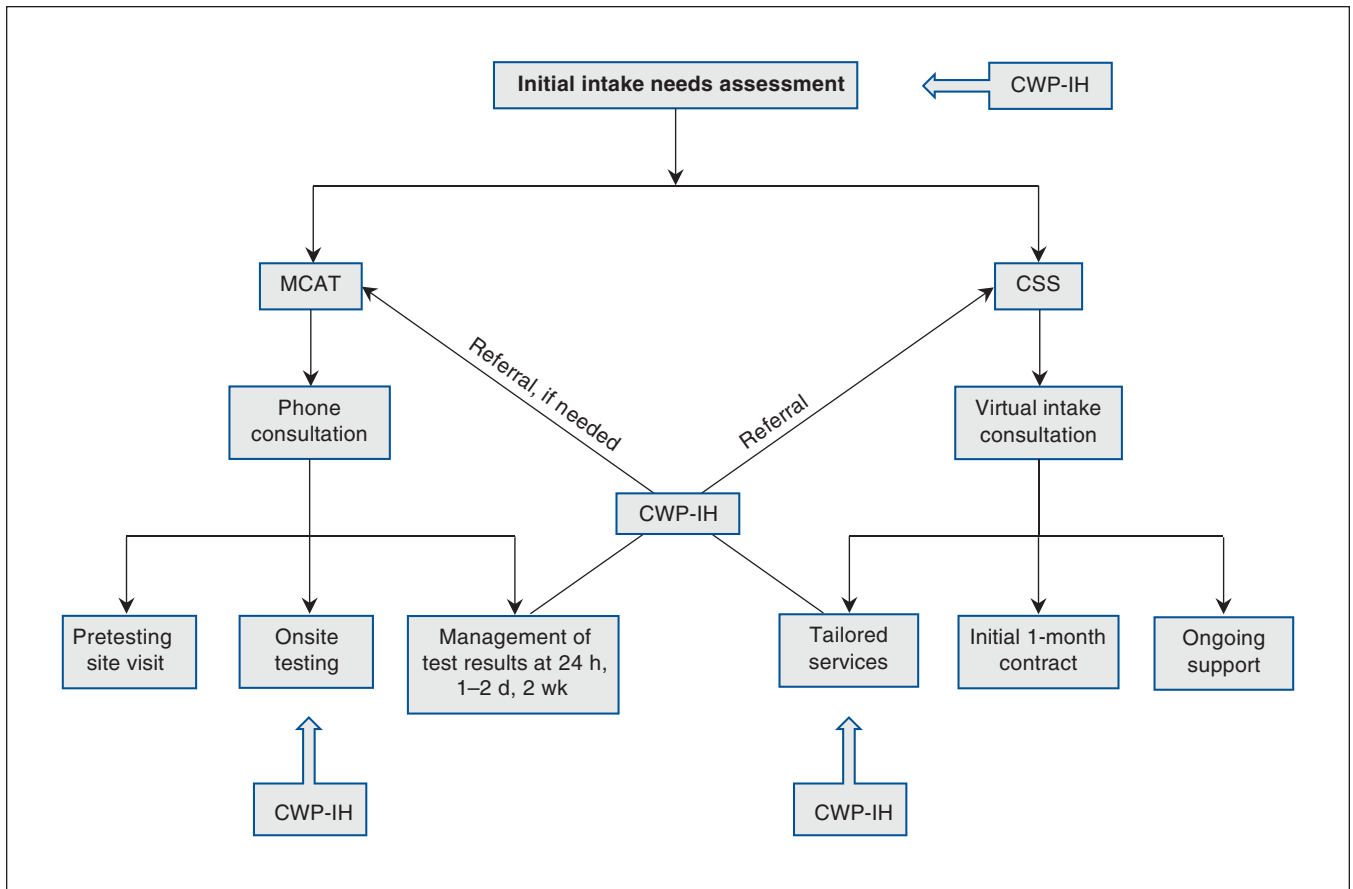 Initial intake needs assessment
CWP-IH
MCAT
CSS
Phone
consultation
Referral, if needed
Referral
Virtual intake
consultation
CWP-IH
Pretesting
site visit
Onsite
testing
Management of
test results at 24 h,
1–2 d, 2 wk
Tailored
services
Initial 1-month
contract
Ongoing
support
CWP-IH
CWP-IH